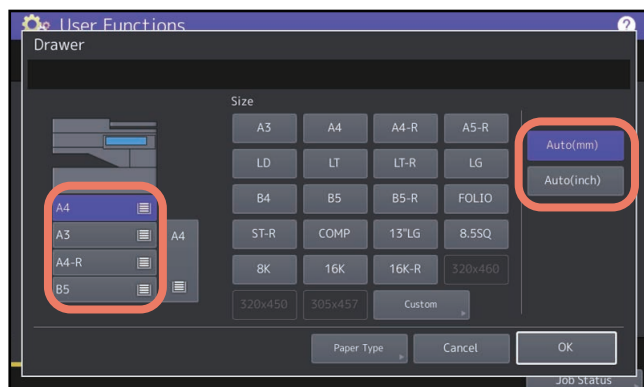 User Functions ?
Drawer
Size
A3 A4 A4-R A5-R
Auto(mm)
LD LT LT-R LG
Auto(inch)
A4
B4 B5 B5-R FOLIO
A3
A4
ST-R COMP 13"LG 8.5SQ
A4-R
8K 16K 16K-R 320x460
B5
320x450 305x457 Custom
Paper Type Cancel OK
Job Status